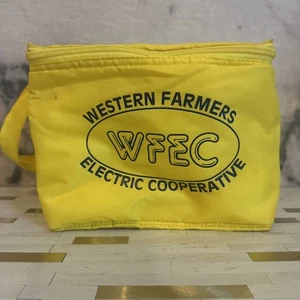 WESTERN FARMERS
WFEC
ELECTRIC COOPERATIVE